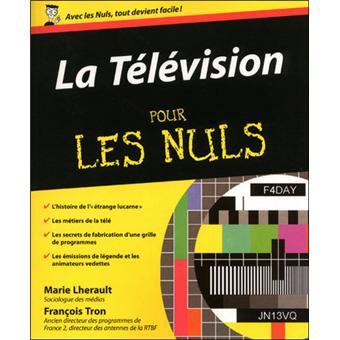 Avec les Nuls, tout devient facile !
La Télévision
POUR
LES NULS
✓ L'histoire de l'« étrange lucarne »
✓ Les métiers de la télé
✓ Les secrets de fabrication d'une grille
de programmes
✓ Les émissions de légende et les
animateurs vedettes
Marie Lherault
Sociologue des médias
François Tron
Ancien directeur des programmes de
France 2, directeur des antennes de la RTBF
F4DAY
JN13VQ